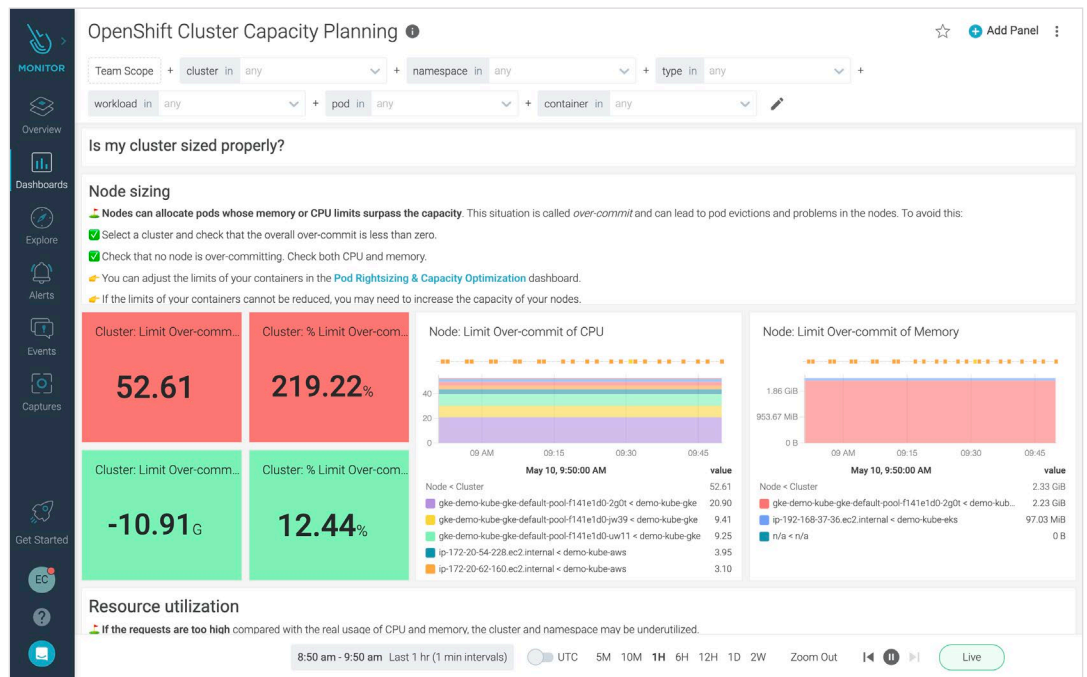 OpenShift Cluster Capacity Planning
Add Panel
MONITOR
Team Scope + cluster in any + namespace in any + type in any +
workload in any + pod in any + container in any
Overview
Dashboards
Explore
Alerts
Events
Captures
Get Started
EC
Is my cluster sized properly?
Node sizing
Nodes can allocate pods whose memory or CPU limits surpass the capacity. This situation is called over-commit and can lead to pod evictions and problems in the nodes. To avoid this:
Select a cluster and check that the overall over-commit is less than zero.
Check that no node is over-committing. Check both CPU and memory.
You can adjust the limits of your containers in the Pod Rightsizing & Capacity Optimization dashboard.
If the limits of your containers cannot be reduced, you may need to increase the capacity of your nodes.
Cluster: Limit Over-comm...
52.61
Cluster: % Limit Over-com...
219.22%
Cluster: Limit Over-comm...
-10.91G
Cluster: % Limit Over-com...
12.44%
Node: Limit Over-commit of CPU
40
20
0
09 AM 09:15 09:30 09:45
May 10, 9:50:00 AM value
Node < Cluster 52.61
gke-demo-kube-gke-default-pool-f141e1d0-2g0t < demo-kube-gke 20.90
gke-demo-kube-gke-default-pool-f141e1d0-jw39 < demo-kube-gke 9.41
gke-demo-kube-gke-default-pool-f141e1d0-uw11 < demo-kube-gke 9.25
ip-172-20-54-228.ec2.internal < demo-kube-aws 3.95
ip-172-20-62-160.ec2.internal < demo-kube-aws 3.10
Node: Limit Over-commit of Memory
1.86 GiB
953.67 MiB
0 B
09 AM 09:15 09:30 09:45
May 10, 9:50:00 AM value
Node < Cluster 2.33 GiB
gke-demo-kube-gke-default-pool-f141e1d0-2g0t < demo-kub... 2.23 GiB
ip-192-168-37-36.ec2.internal < demo-kube-eks 97.03 MiB
n/a < n/a 0 B
Resource utilization
If the requests are too high compared with the real usage of CPU and memory, the cluster and namespace may be underutilized.
8:50 am - 9:50 am Last 1 hr (1 min intervals) UTC 5M 10M 1H 6H 12H 1D 2W Zoom Out Live